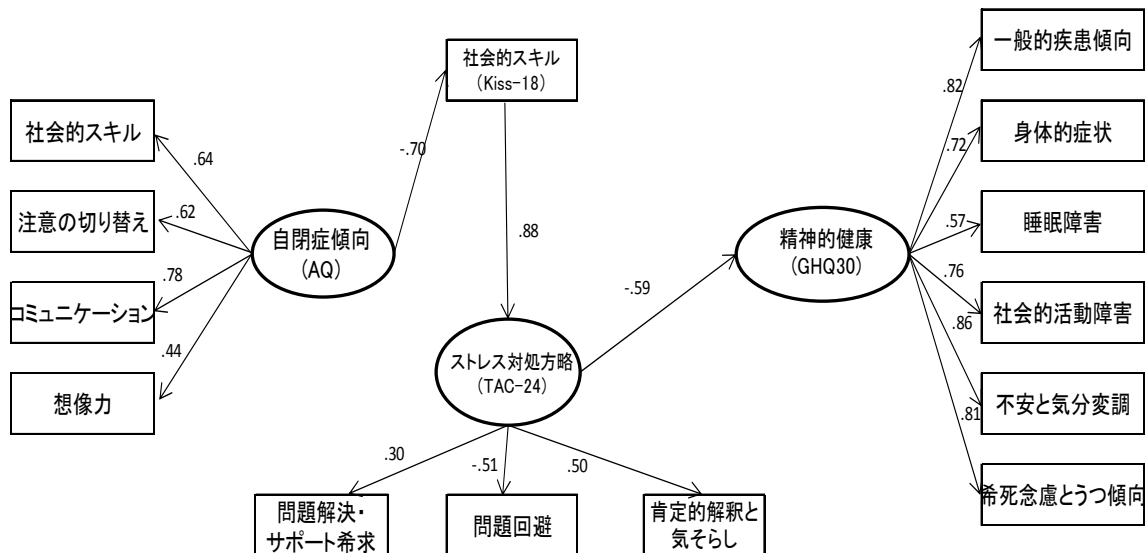 社会的スキル
(Kiss-18)
一般的疾患傾向
.82
社会的スキル
.64
-.70
身体的症状
.72
注意の切り替え
.62
自閉症傾向
(AQ)
.88
精神的健康
(GHQ30)
.57
睡眠障害
コミュニケーション
.78
-.59
.76
社会的活動障害
想像力
.44
ストレス対処方略
(TAC-24)
.86
不安と気分変調
.81
希死念慮とうつ傾向
.30
-.51
.50
問題解決・
サポート希求
問題回避
肯定的解釈と
気そらし